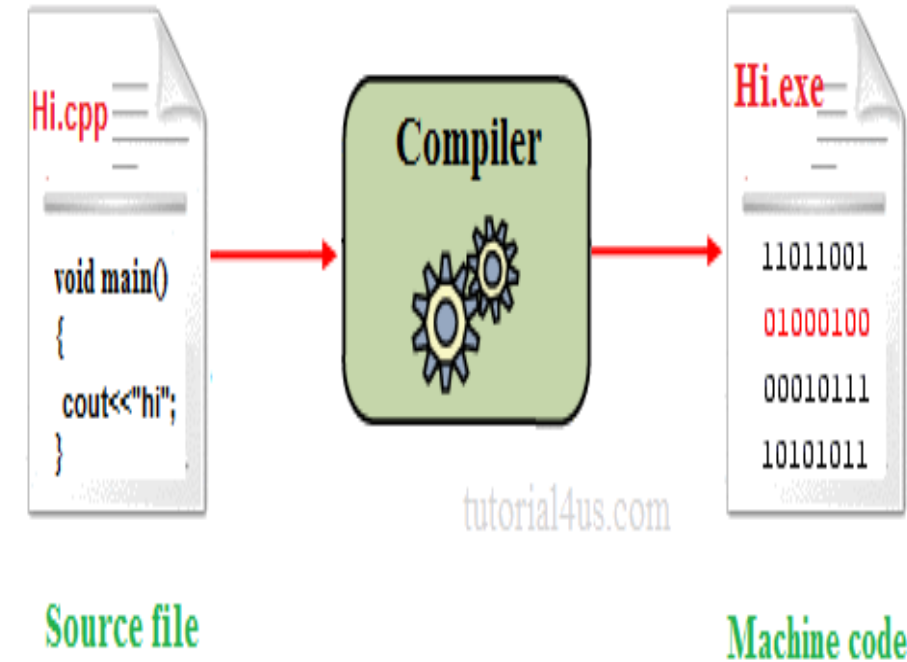 Hi.cpp
void main()
{
cout<<"hi";
}
Source file
Compiler
tutorial4us.com
Hi.exe
11011001
01000100
00010111
10101011
Machine code